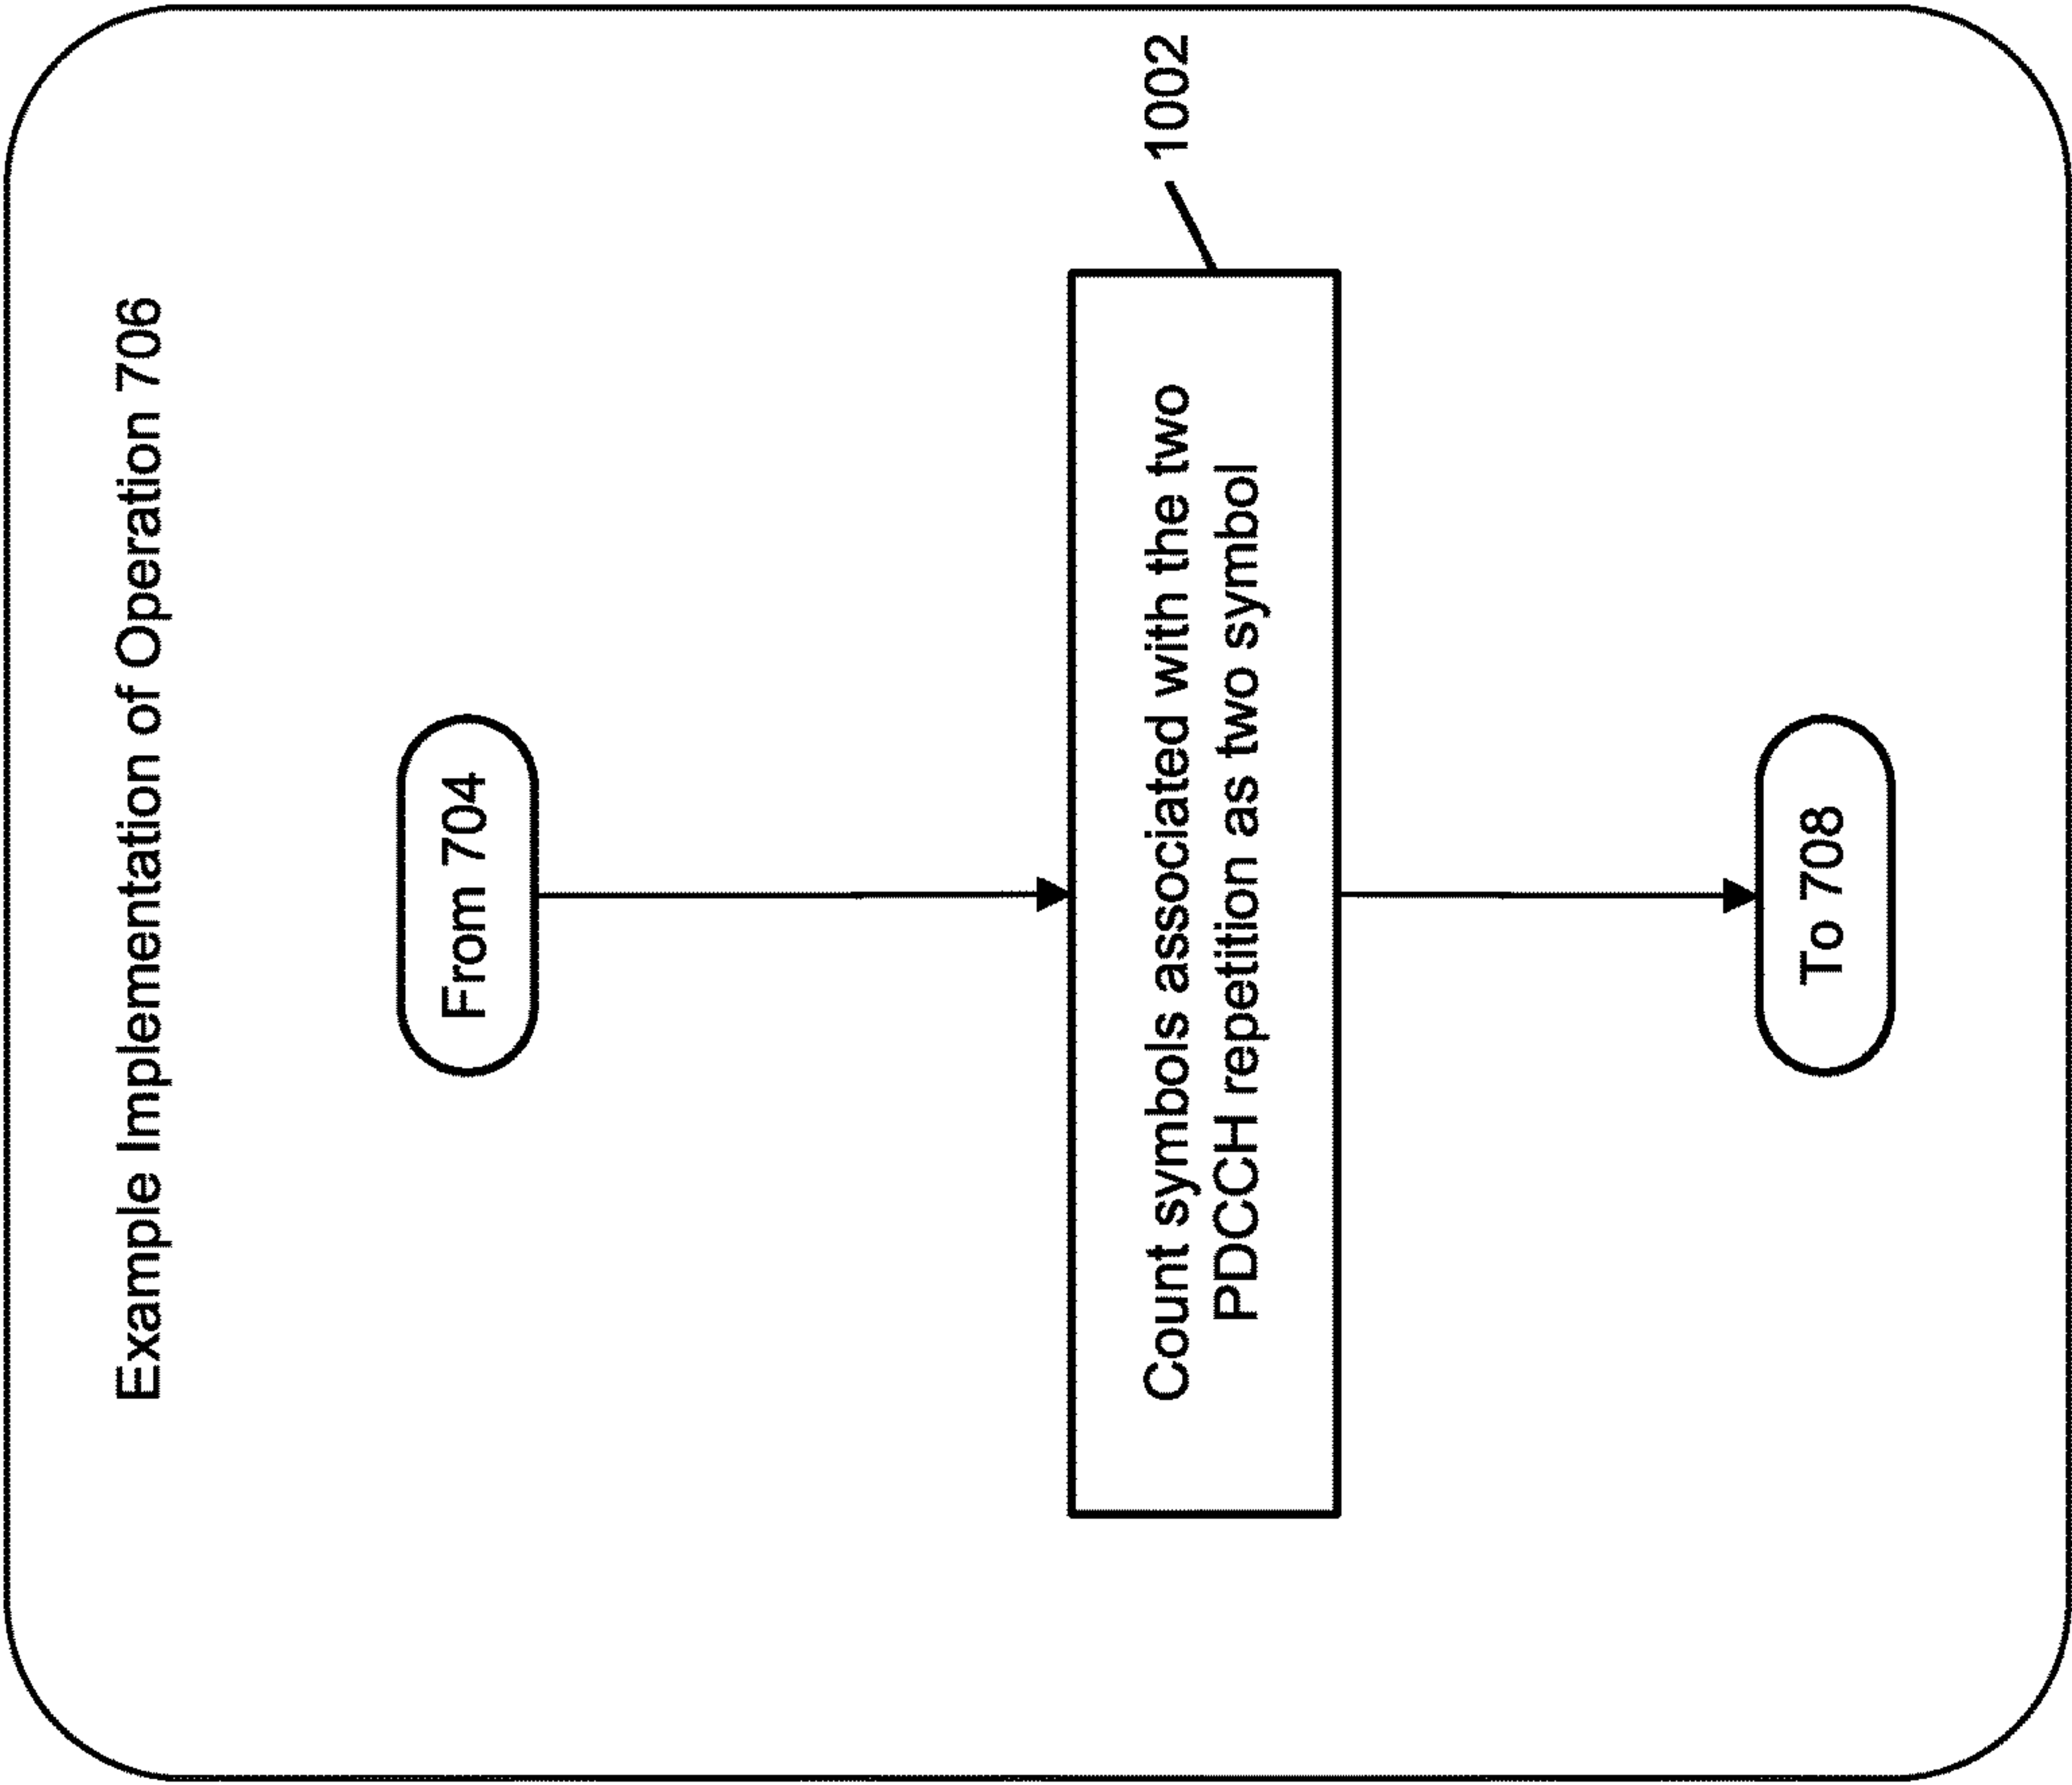 Example Implementation of Operation 706
From 704
1002
Count symbols associated with the two
PDCCH repetition as two symbol
To 708